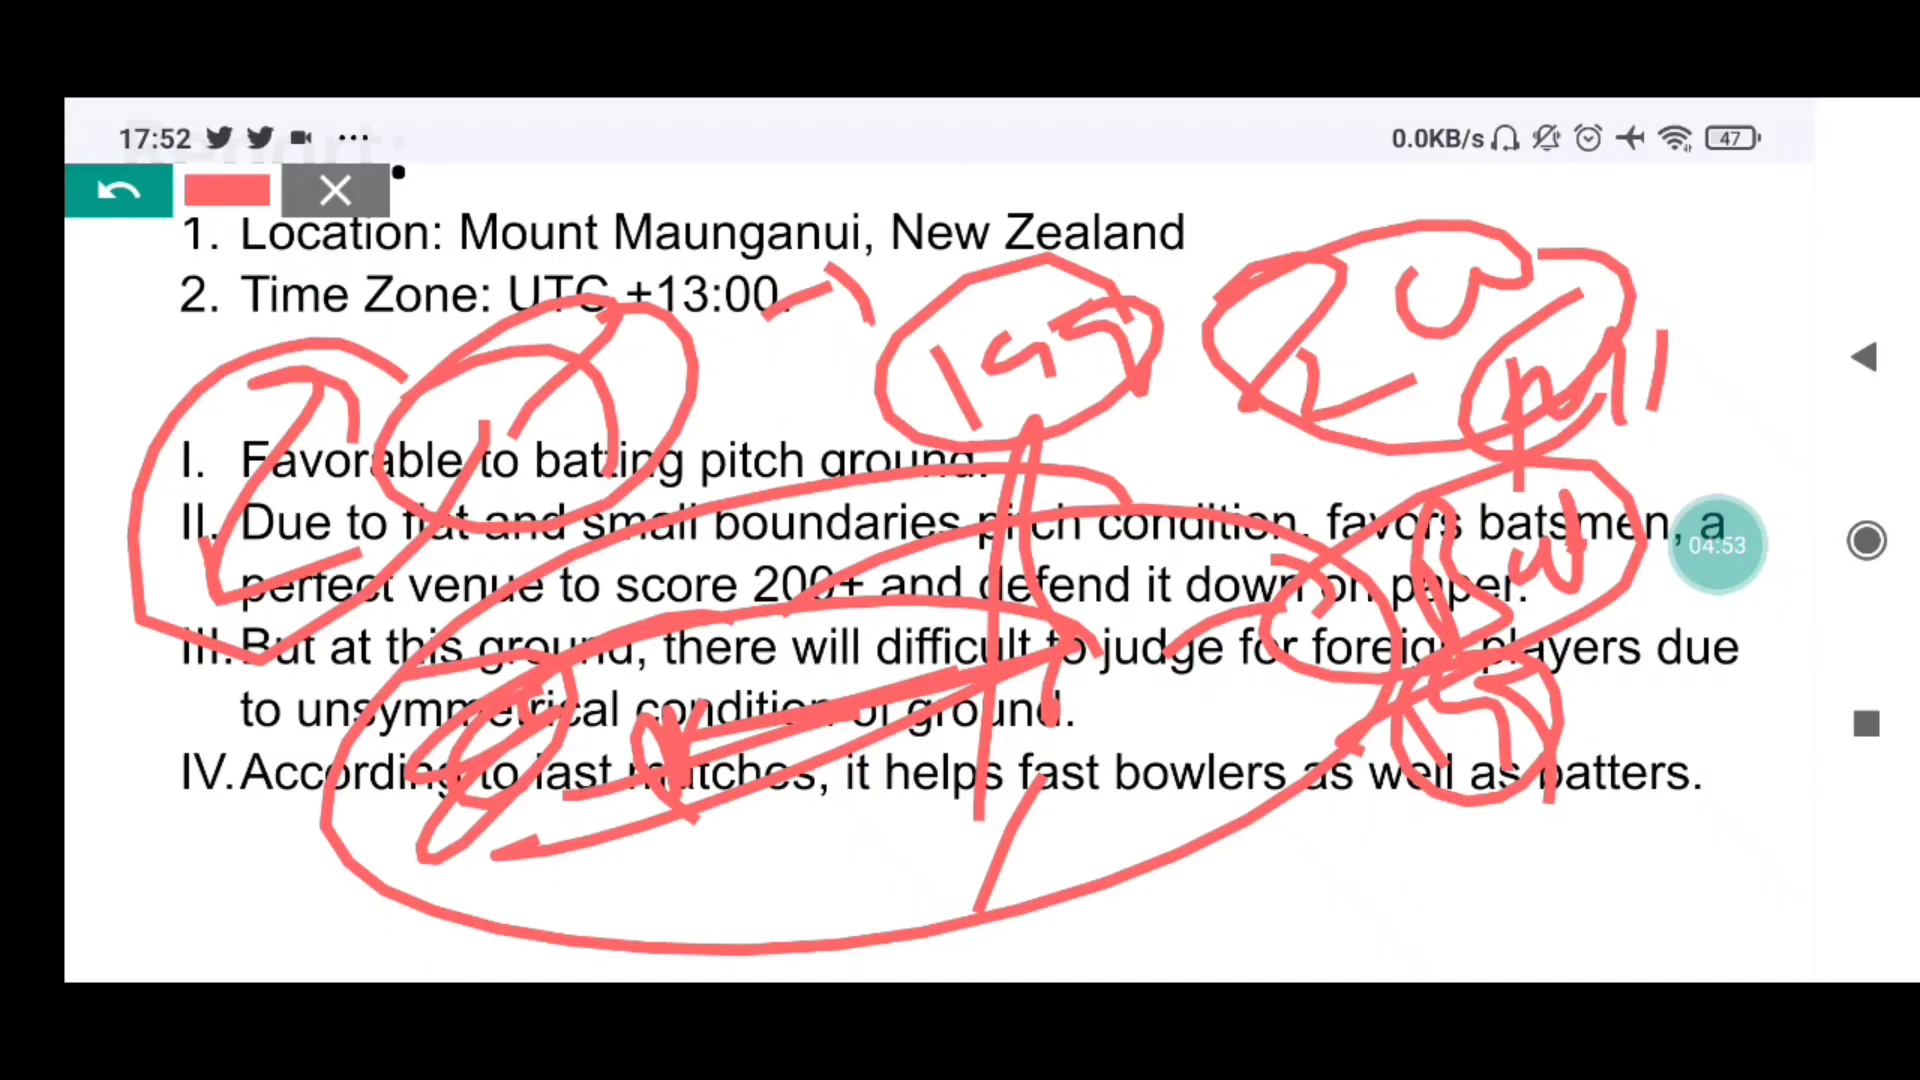 17:52 ... 0.0KB/s 47
Report:
1. Location: Mount Maunganui, New Zealand
2. Time Zone: UTC +13:00.
I. Favorable to batting pitch ground.
II. Due to flat and small boundaries pitch condition, favors batsmen, a
04:53
perfect venue to score 200+ and defend it down on paper.
III. But at this ground, there will difficult to judge for foreign players due
to unsymmetrical condition of ground.
IV. According to last matches, it helps fast bowlers as well as batters.